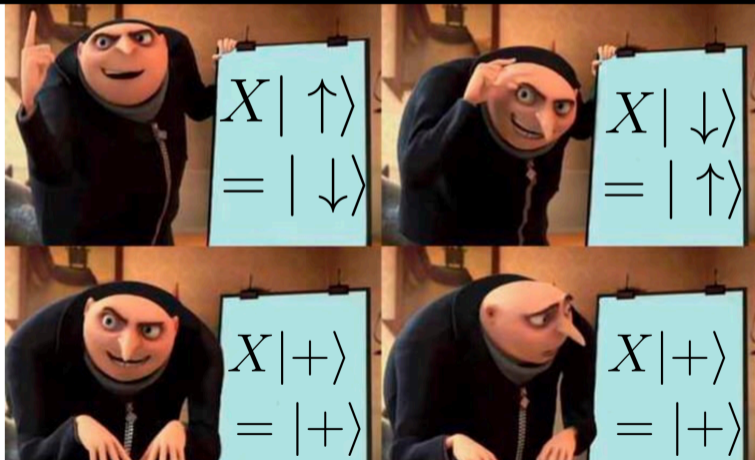 X| ↑⟩
= | ↓⟩
X| ↓⟩
= | ↑⟩
X|+⟩
= |+⟩
X|+⟩
= |+⟩